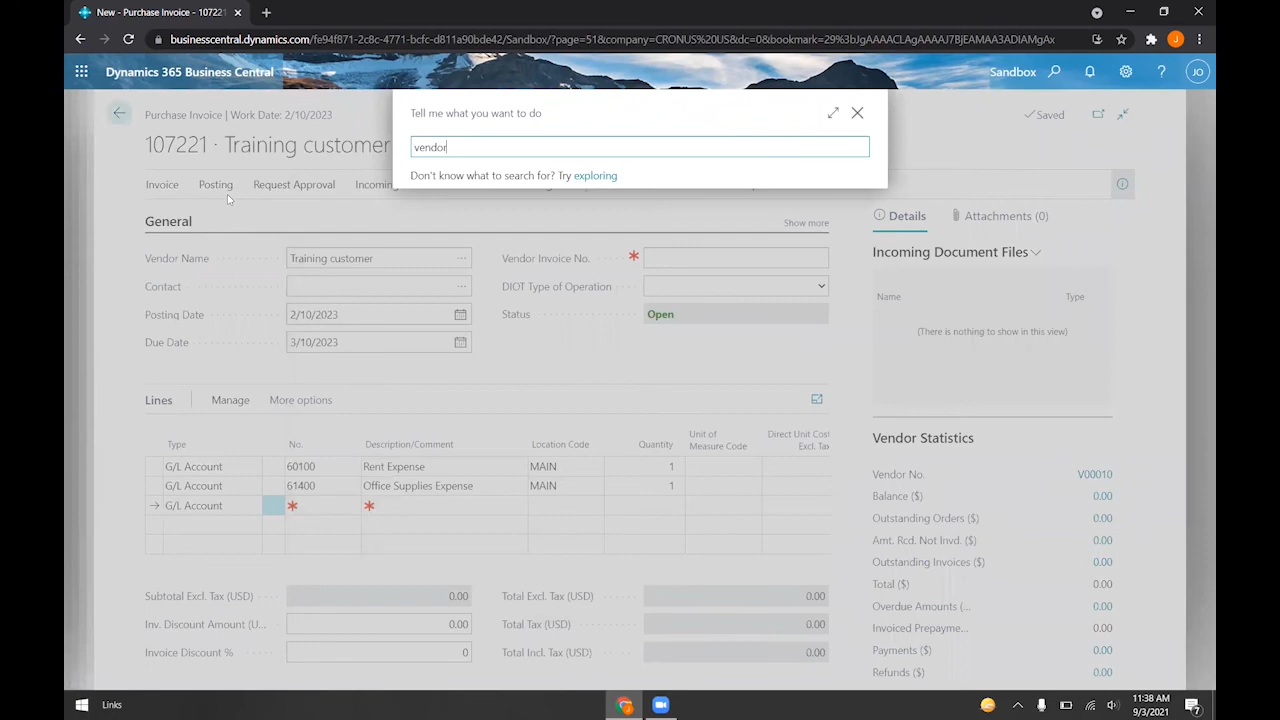 New - Purchase Invoice - 107221
businesscentral.dynamics.com/fe94f871-2c8c-4771-bcfc-d811a90bde42/Sandbox/?page=51&company=CRONUS%20US&dc=0&bookmark=29%3bJgAAAACLAgAAAAJ7BjEAMAA3ADIAMgAx
Dynamics 365 Business Central
Sandbox
JO
Purchase Invoice | Work Date: 2/10/2023
Tell me what you want to do
Saved
107221 · Training customer
vendor
Don't know what to search for? Try exploring
Invoice Posting Request Approval Incoming
General
Show more
Vendor Name Training customer
Vendor Invoice No.
Contact
DIOT Type of Operation
Posting Date 2/10/2023
Status Open
Due Date 3/10/2023
Lines Manage More options
Type No. Description/Comment Location Code Quantity Unit of Measure Code Direct Unit Cost Excl. Tax
G/L Account 60100 Rent Expense MAIN 1
G/L Account 61400 Office Supplies Expense MAIN 1
G/L Account * *
Subtotal Excl. Tax (USD) 0.00
Total Excl. Tax (USD) 0.00
Inv. Discount Amount (U... 0.00
Total Tax (USD) 0.00
Invoice Discount % 0
Total Incl. Tax (USD) 0.00
Details Attachments (0)
Incoming Document Files
Name Type
(There is nothing to show in this view)
Vendor Statistics
Vendor No. V00010
Balance ($) 0.00
Outstanding Orders ($) 0.00
Amt. Rcd. Not Invd. ($) 0.00
Outstanding Invoices ($) 0.00
Total ($) 0.00
Overdue Amounts (... 0.00
Invoiced Prepayme... 0.00
Payments ($) 0.00
Refunds ($) 0.00
Links
11:38 AM
9/3/2021
7